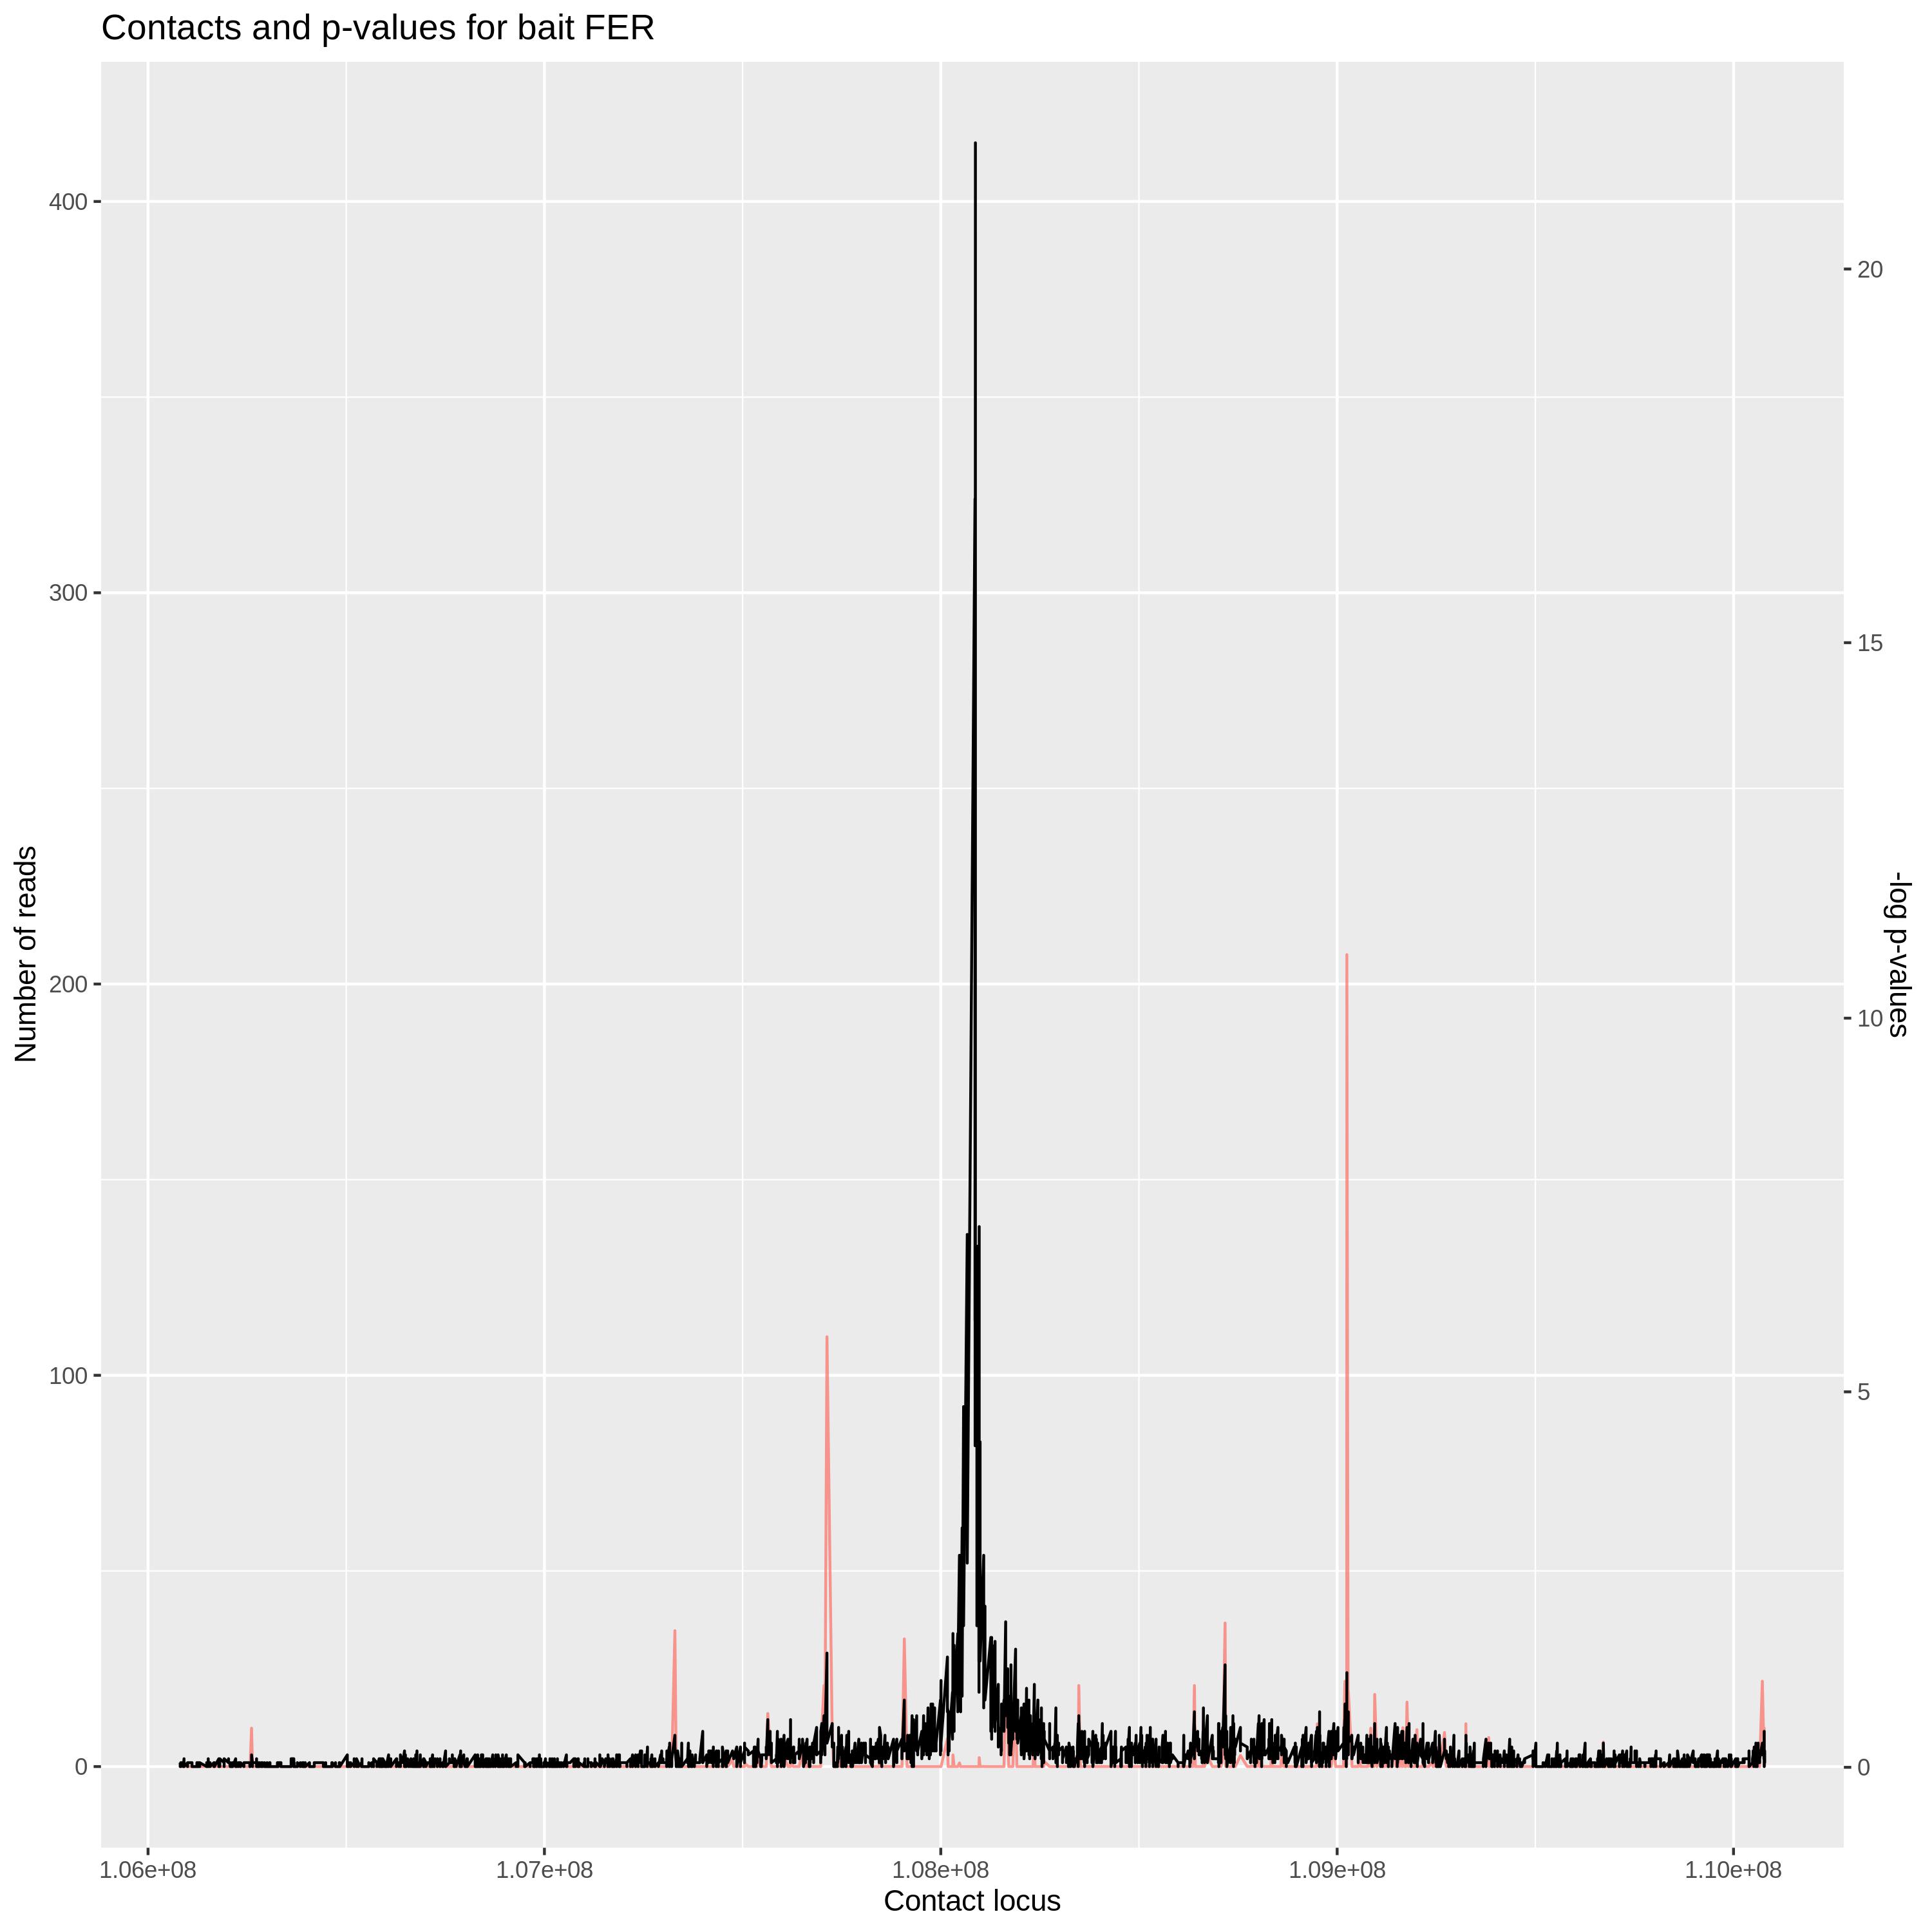 Contacts and p-values for bait FER
400
300
200
100
0
Number of reads
20
15
10
5
0
-log p-values
1.06e+08
1.07e+08
1.08e+08
1.09e+08
1.10e+08
Contact locus